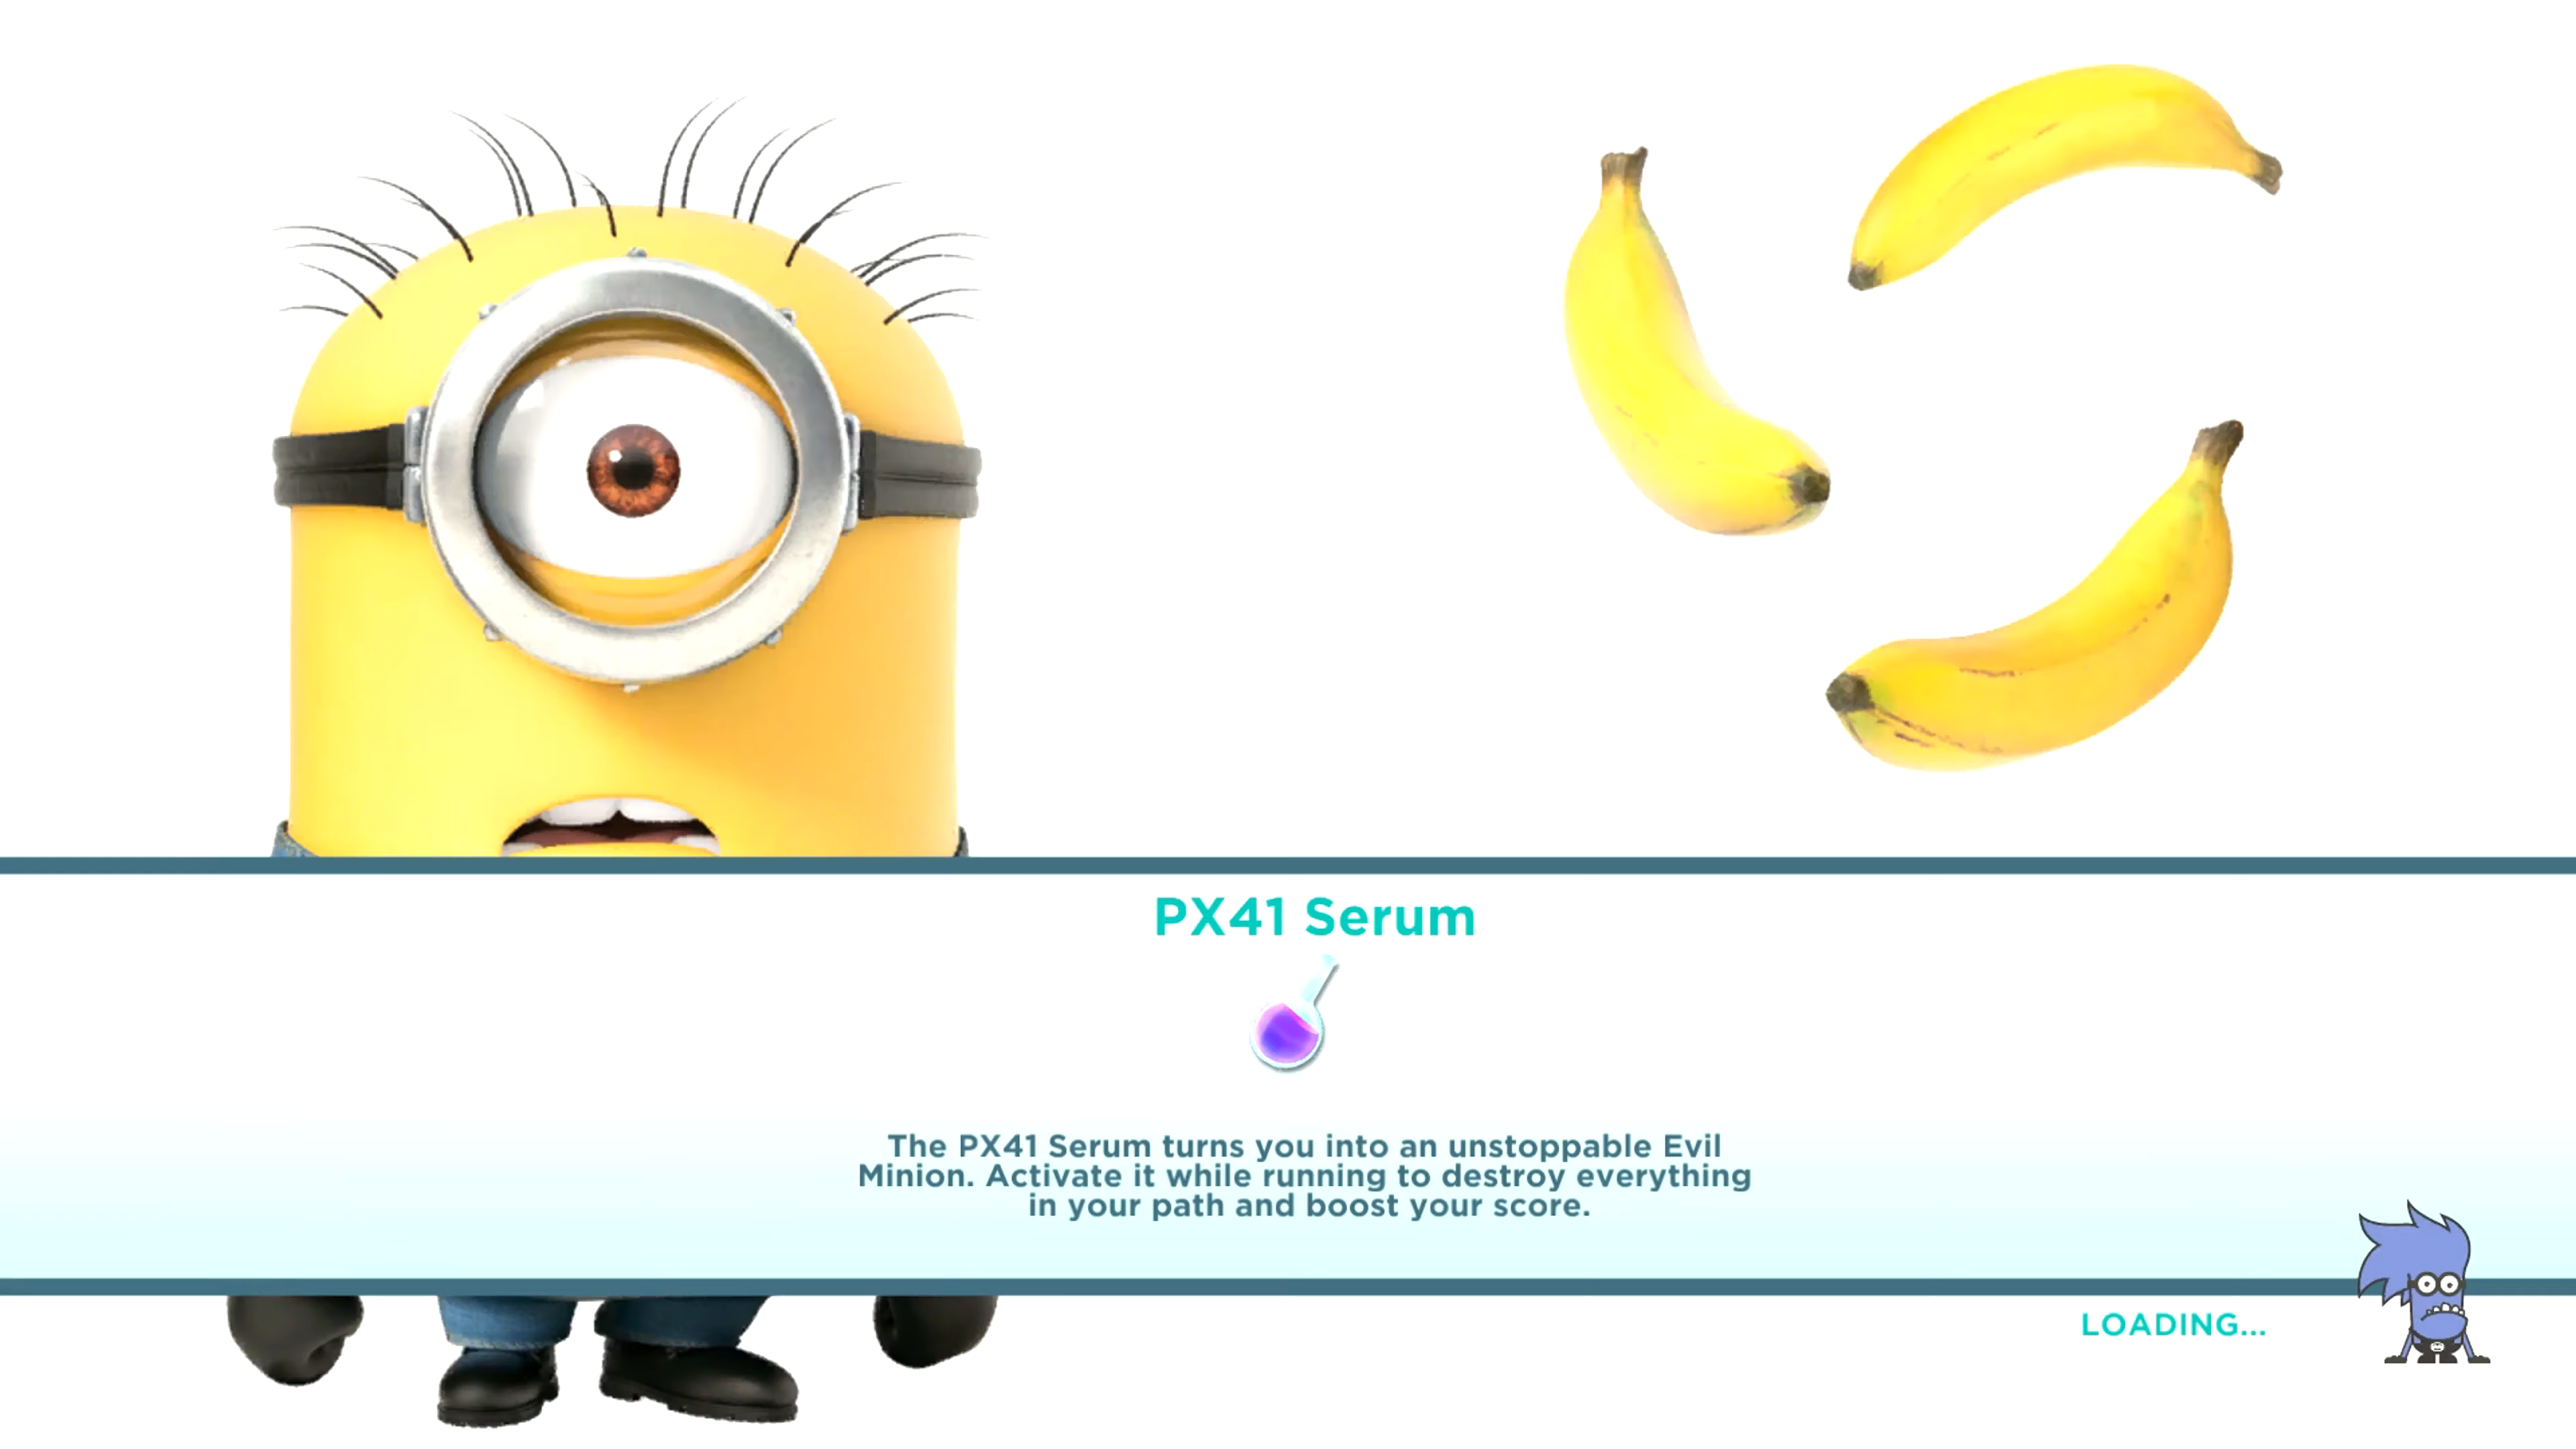 PX41 Serum
The PX41 Serum turns you into an unstoppable Evil
Minion. Activate it while running to destroy everything
in your path and boost your score.
LOADING...